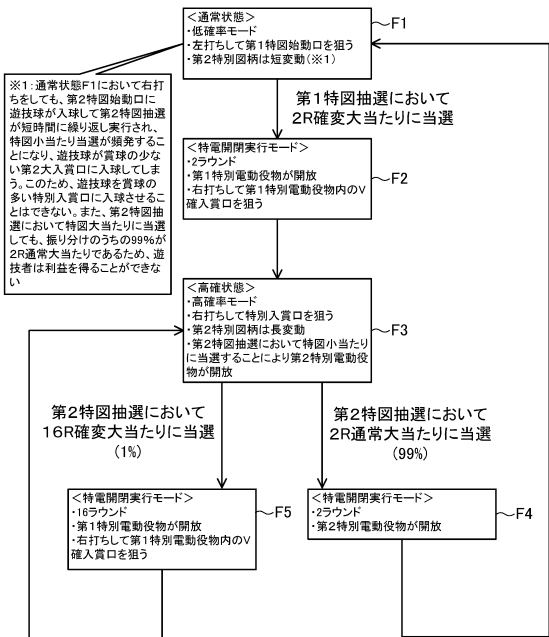 ＜通常状態＞
・低確率モード
・左打ちして第1特図始動口を狙う
・第2特別図柄は短変動(※1)
F1
※1:通常状態F1において右打
ちをしても、第2特図始動口に
遊技球が入球して第2特図抽選
が短時間に繰り返し実行され、
特図小当たり当選が頻発するこ
とになり、遊技球が賞球の少な
い第2大入賞口に入球してしま
う。このため、遊技球を賞球の
多い特別入賞口に入球させるこ
とはできない。また、第2特図抽
選において特図大当たりに当選
しても、振り分けのうちの99%が
2R通常大当たりであるため、遊
技者は利益を得ることができな
い
第1特図抽選において
2R確変大当たりに当選
＜特電開閉実行モード＞
・2ラウンド
・第1特別電動役物が開放
・右打ちして第1特別電動役物内のV
確入賞口を狙う
F2
＜高確状態＞
・高確率モード
・右打ちして特別入賞口を狙う
・第2特別図柄は長変動
・第2特図抽選において特図小当たり
に当選することにより第2特別電動役
物が開放
F3
第2特図抽選において
16R確変大当たりに当選
(1%)
第2特図抽選において
2R通常大当たりに当選
(99%)
＜特電開閉実行モード＞
・16ラウンド
・第1特別電動役物が開放
・右打ちして第1特別電動役物内のV
確入賞口を狙う
F5
＜特電開閉実行モード＞
・2ラウンド
・第2特別電動役物が開放
F4